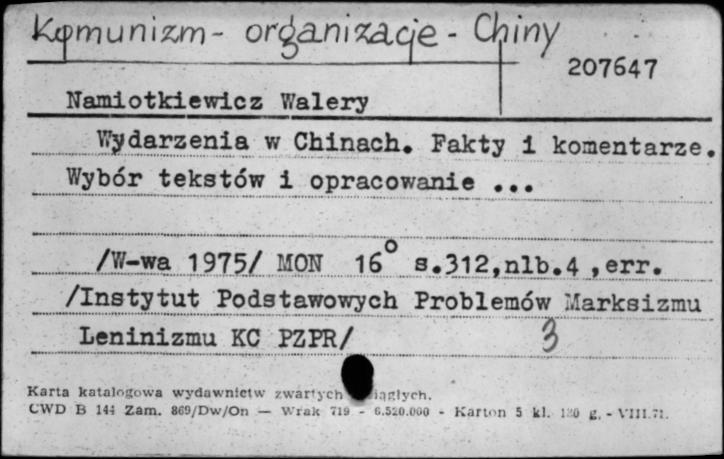 Komunizm - organizacje - Chiny
207647
Namiotkiewicz Walery
Wydarzenia w Chinach. Fakty i komentarze.
Wybór tekstów i opracowanie ...
/W-wa 1975/ MON 16° s.312,nlb.4 ,err.
/Instytut Podstawowych Problemów Marksizmu
Leninizmu KC PZPR/
3
Karta katalogowa wydawnictw zwartych
CWD B 144 Zam. 869/Dw/On — Wrak 719 - 6.520.000 - Karton 5 kl. 120 g. - VIII.71.